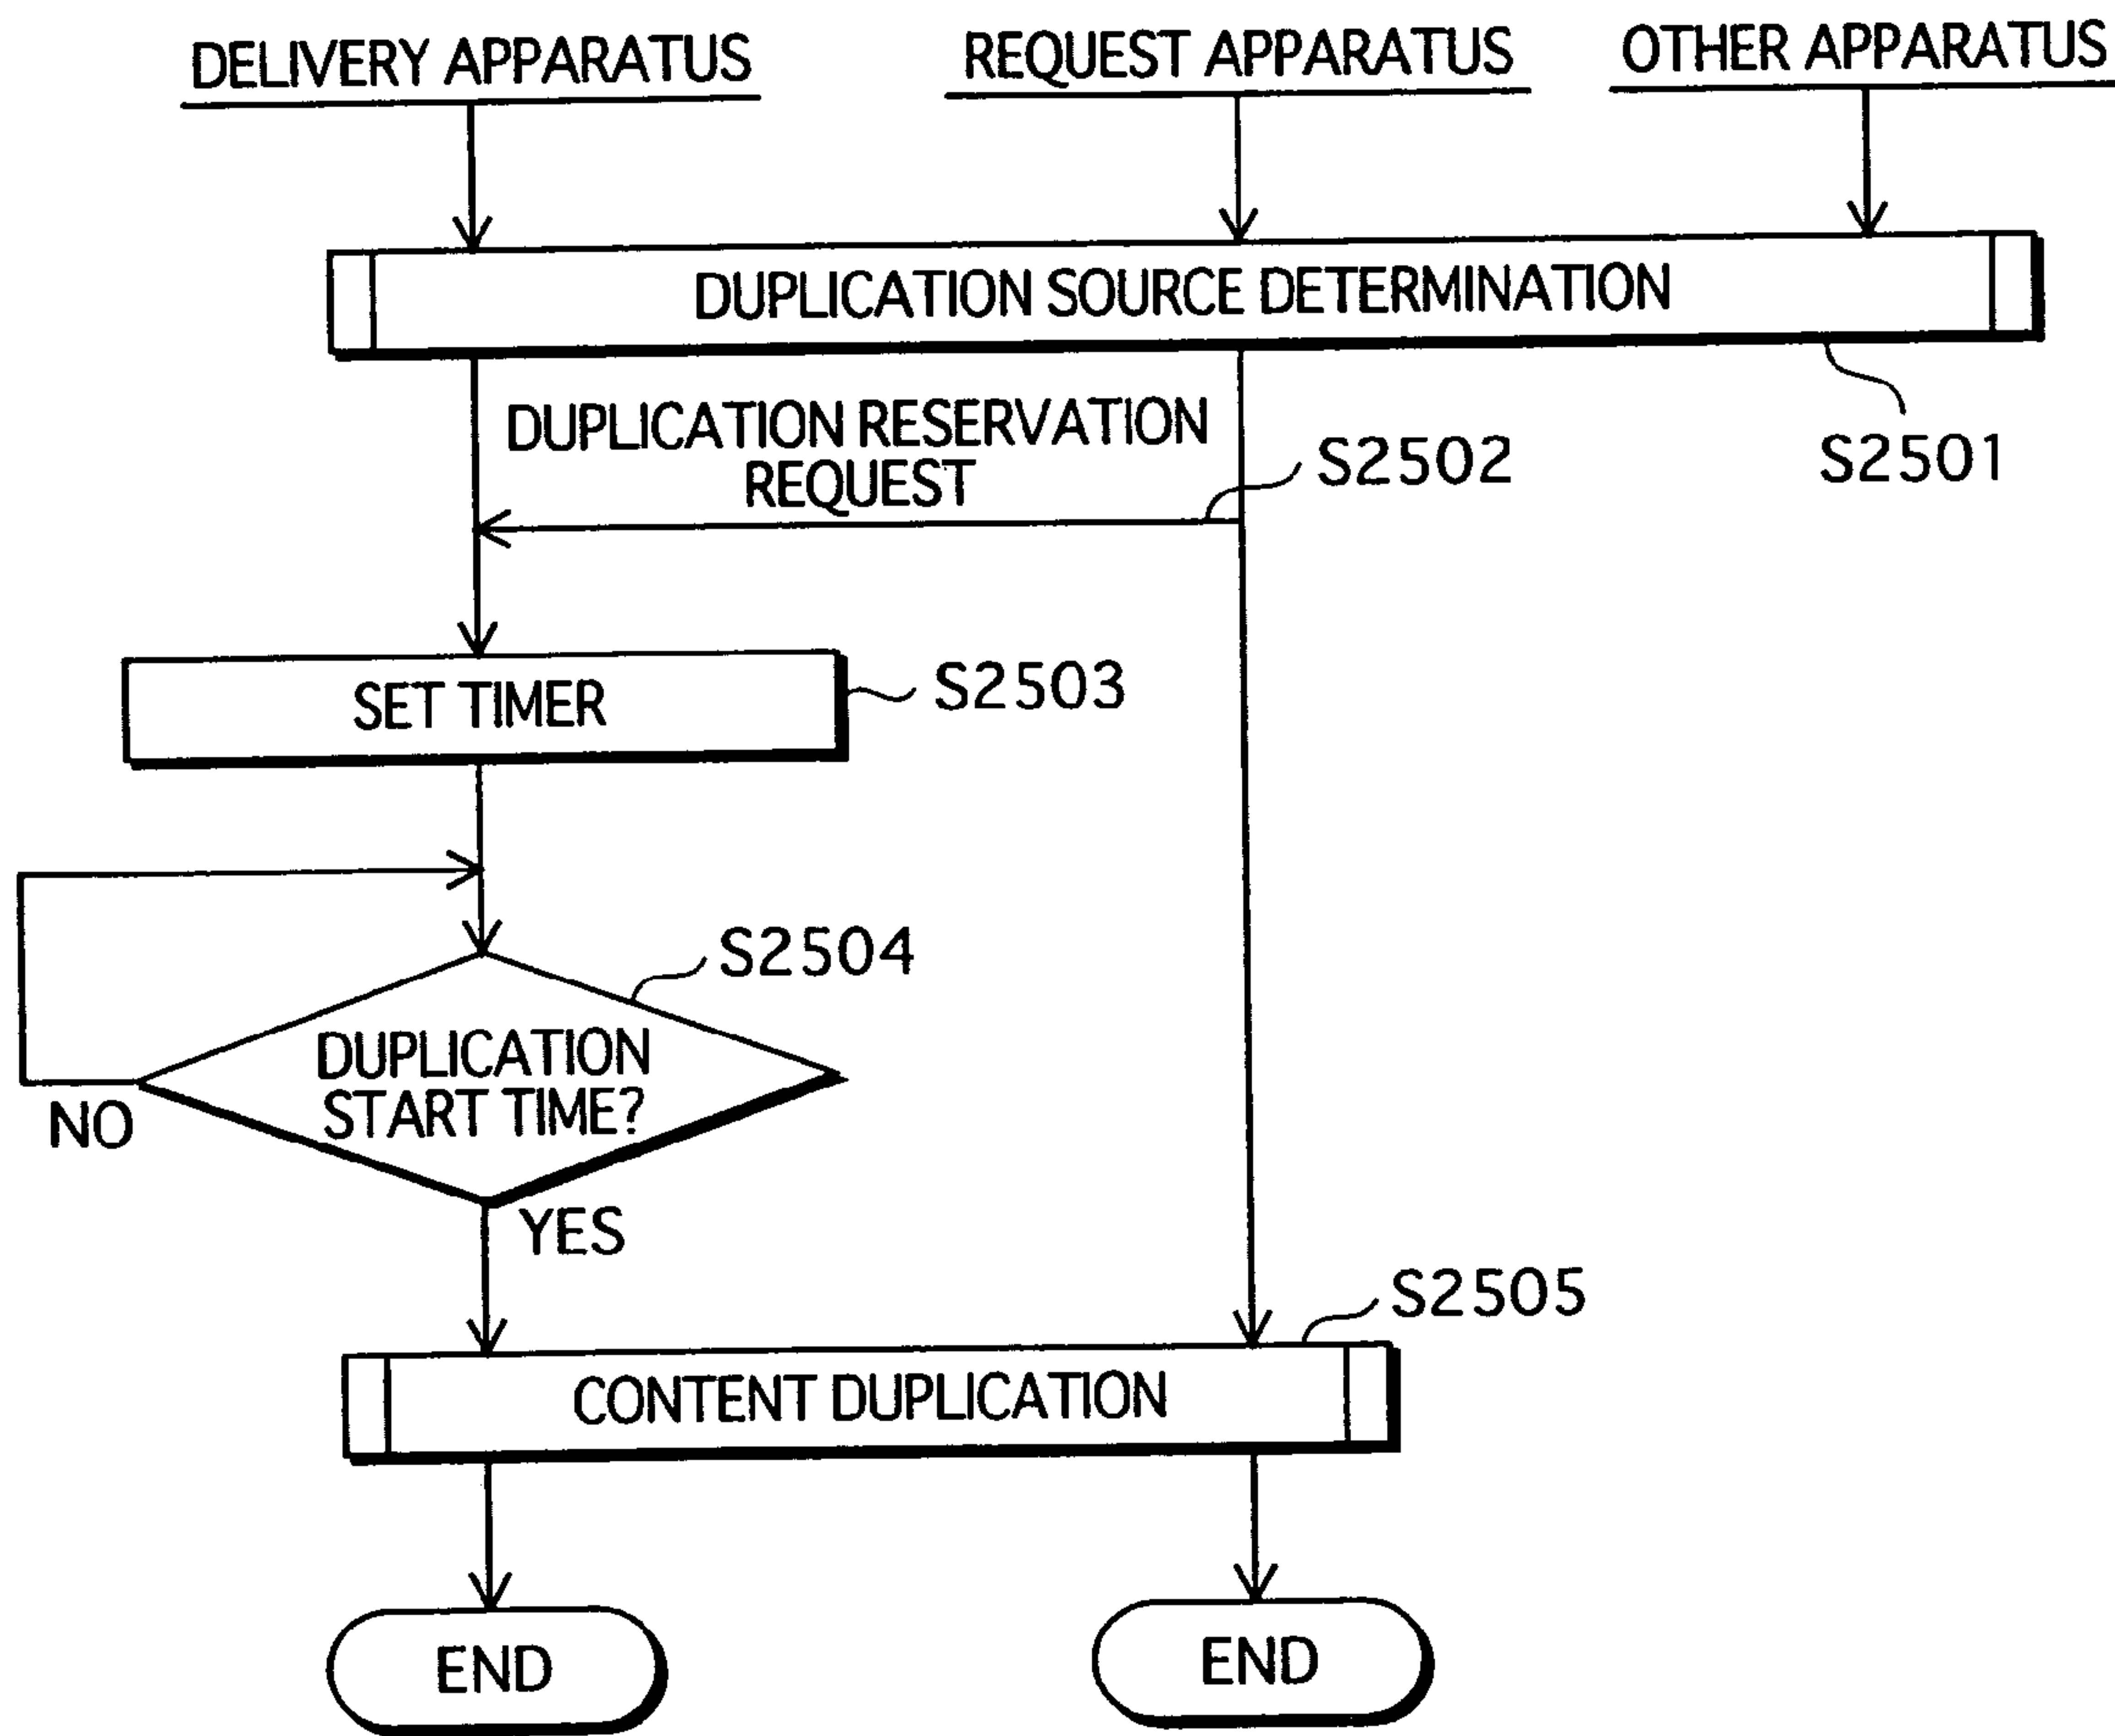 DELIVERY APPARATUS
REQUEST APPARATUS
OTHER APPARATUS
DUPLICATION SOURCE DETERMINATION
S2501
DUPLICATION RESERVATION
REQUEST
S2502
SET TIMER
S2503
S2504
DUPLICATION
START TIME?
NO
YES
S2505
CONTENT DUPLICATION
END
END